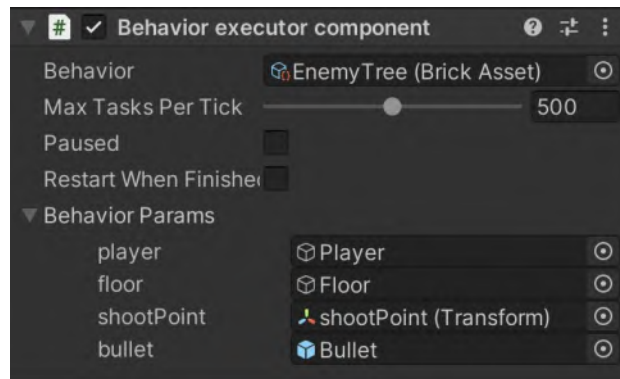 # Behavior executor component
Behavior EnemyTree (Brick Asset)
Max Tasks Per Tick 500
Paused
Restart When Finishe
Behavior Params
player Player
floor Floor
shootPoint shootPoint (Transform)
bullet Bullet